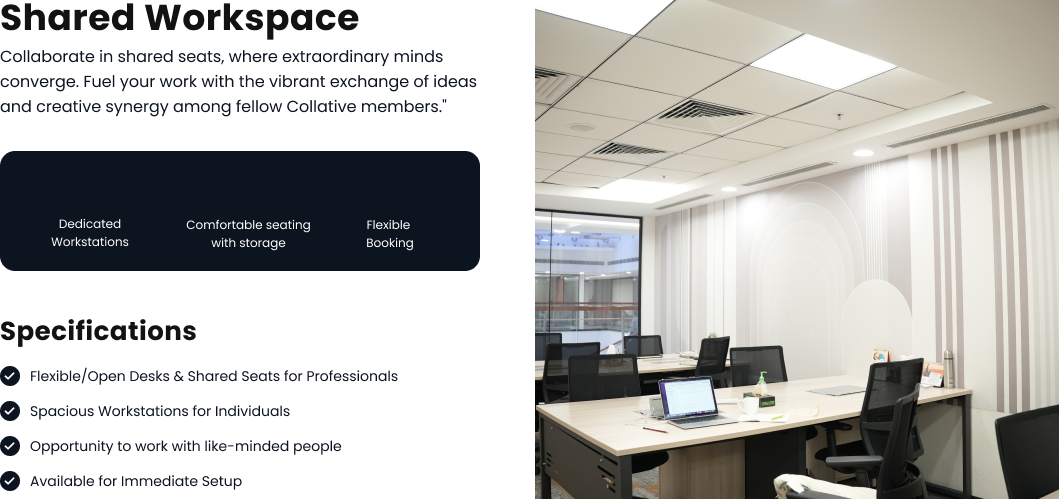 Shared Workspace
Collaborate in shared seats, where extraordinary minds
converge. Fuel your work with the vibrant exchange of ideas
and creative synergy among fellow Collative members."
Dedicated
Workstations
Comfortable seating
with storage
Flexible
Booking
Specifications
Flexible/Open Desks & Shared Seats for Professionals
Spacious Workstations for Individuals
Opportunity to work with like-minded people
Available for Immediate Setup